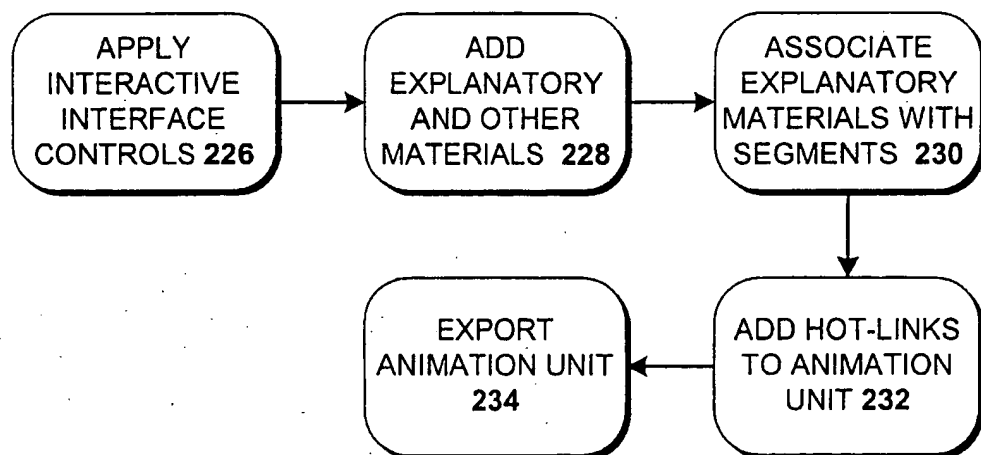 APPLY
INTERACTIVE
INTERFACE
CONTROLS 226
ADD
EXPLANATORY
AND OTHER
MATERIALS 228
ASSOCIATE
EXPLANATORY
MATERIALS WITH
SEGMENTS 230
ADD HOT-LINKS
TO ANIMATION
UNIT 232
EXPORT
ANIMATION UNIT
234